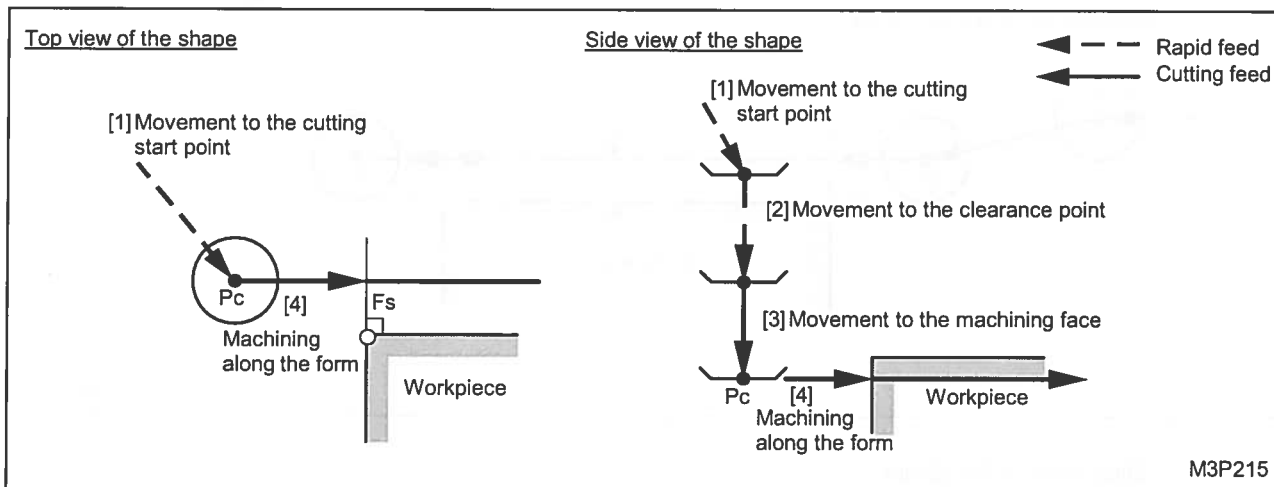 Top view of the shape
[1] Movement to the cutting
start point
Pc
[4]
Fs
Machining
along the form
Workpiece
Side view of the shape
[1] Movement to the cutting
start point
[2] Movement to the clearance point
[3] Movement to the machining face
Pc
[4]
Machining
along the form
Workpiece
Rapid feed
Cutting feed
M3P215